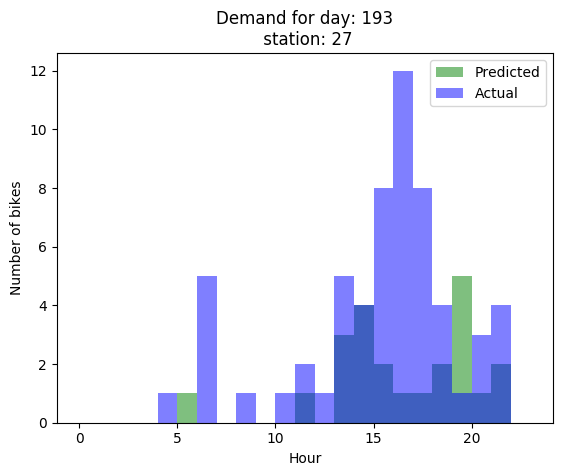 Demand for day: 193
station: 27
Predicted
Actual
Number of bikes
12
10
8
6
4
2
0
0
5
10
15
20
Hour